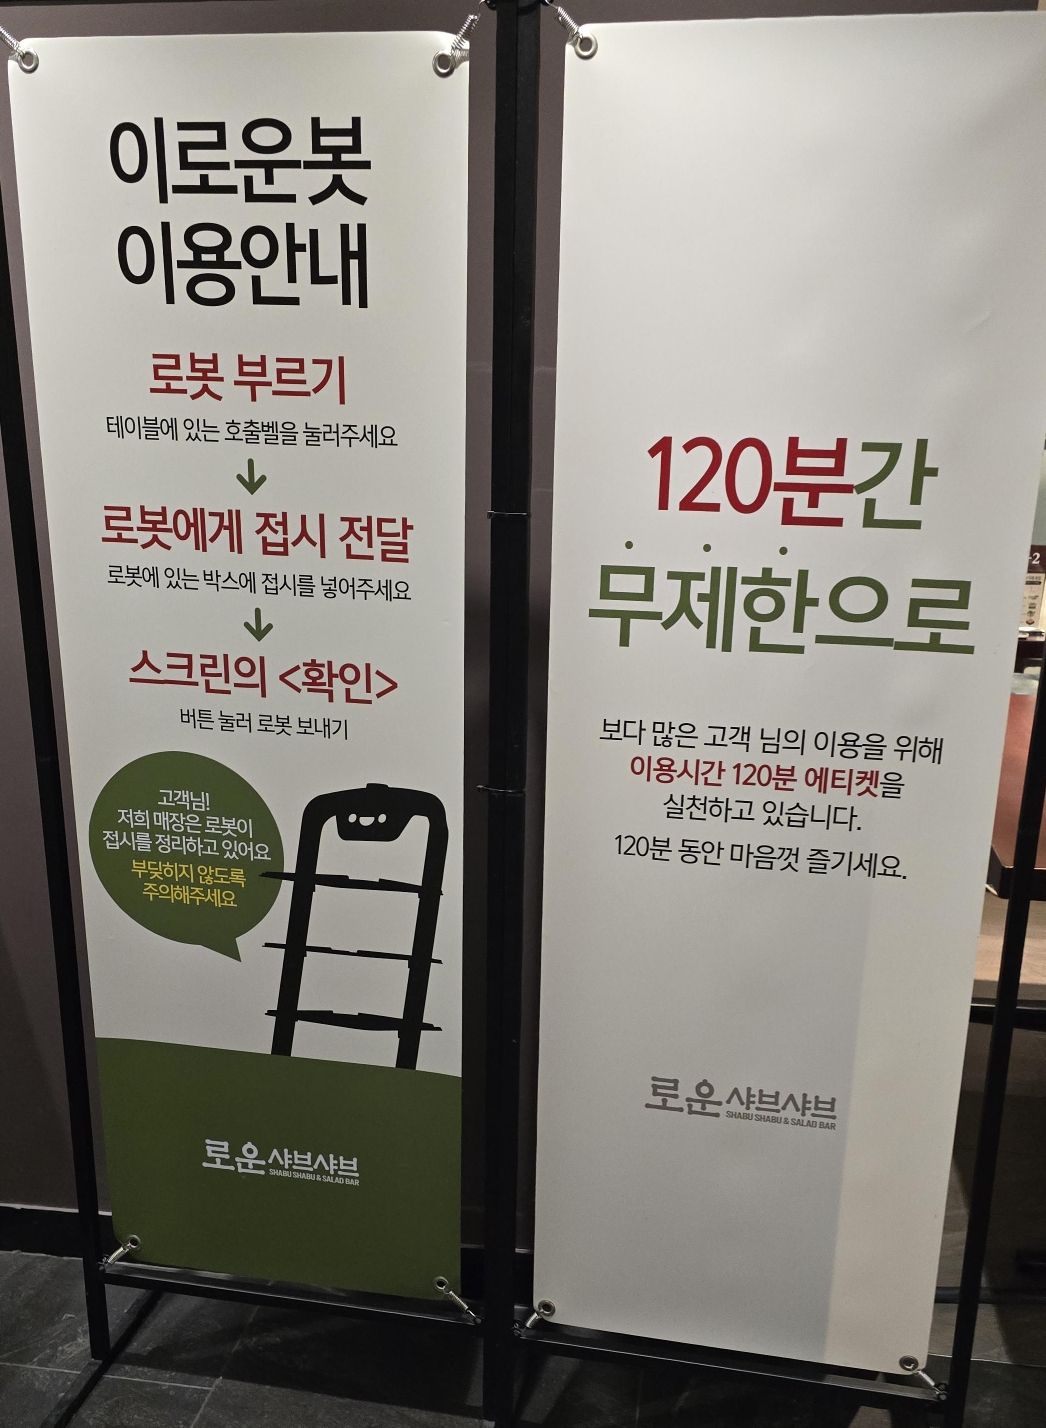 이로운봇
이용안내
로봇 부르기
테이블에 있는 호출벨을 눌러주세요
로봇에게 접시 전달
로봇에 있는 박스에 접시를 넣어주세요
스크린의 <확인>
버튼 눌러 로봇 보내기
고객님!
저희 매장은 로봇이
접시를 정리하고 있어요
부딪히지 않도록
주의해주세요
로운 샤브샤브
SHABU SHABU & SALAD BAR
120분간
무제한으로
보다 많은 고객 님의 이용을 위해
이용시간 120분 에티켓을
실천하고 있습니다.
120분 동안 마음껏 즐기세요.
로운 샤브샤브
SHABU SHABU & SALAD BAR